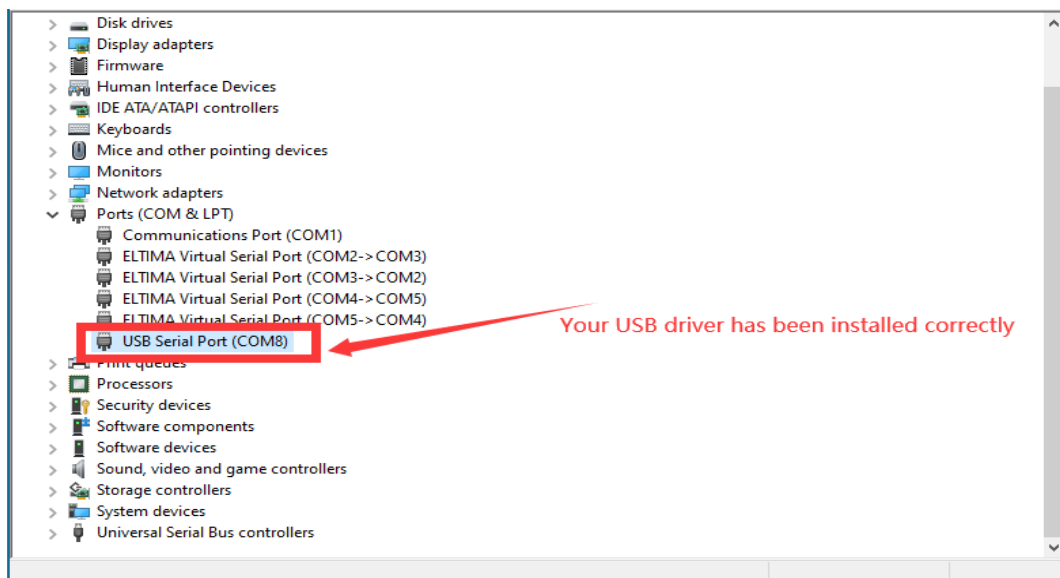 Disk drives
Display adapters
Firmware
Human Interface Devices
IDE ATA/ATAPI controllers
Keyboards
Mice and other pointing devices
Monitors
Network adapters
Ports (COM & LPT)
Communications Port (COM1)
ELTIMA Virtual Serial Port (COM2->COM3)
ELTIMA Virtual Serial Port (COM3->COM2)
ELTIMA Virtual Serial Port (COM4->COM5)
ELTIMA Virtual Serial Port (COM5->COM4)
USB Serial Port (COM8)
Your USB driver has been installed correctly
Print queues
Processors
Security devices
Software components
Software devices
Sound, video and game controllers
Storage controllers
System devices
Universal Serial Bus controllers